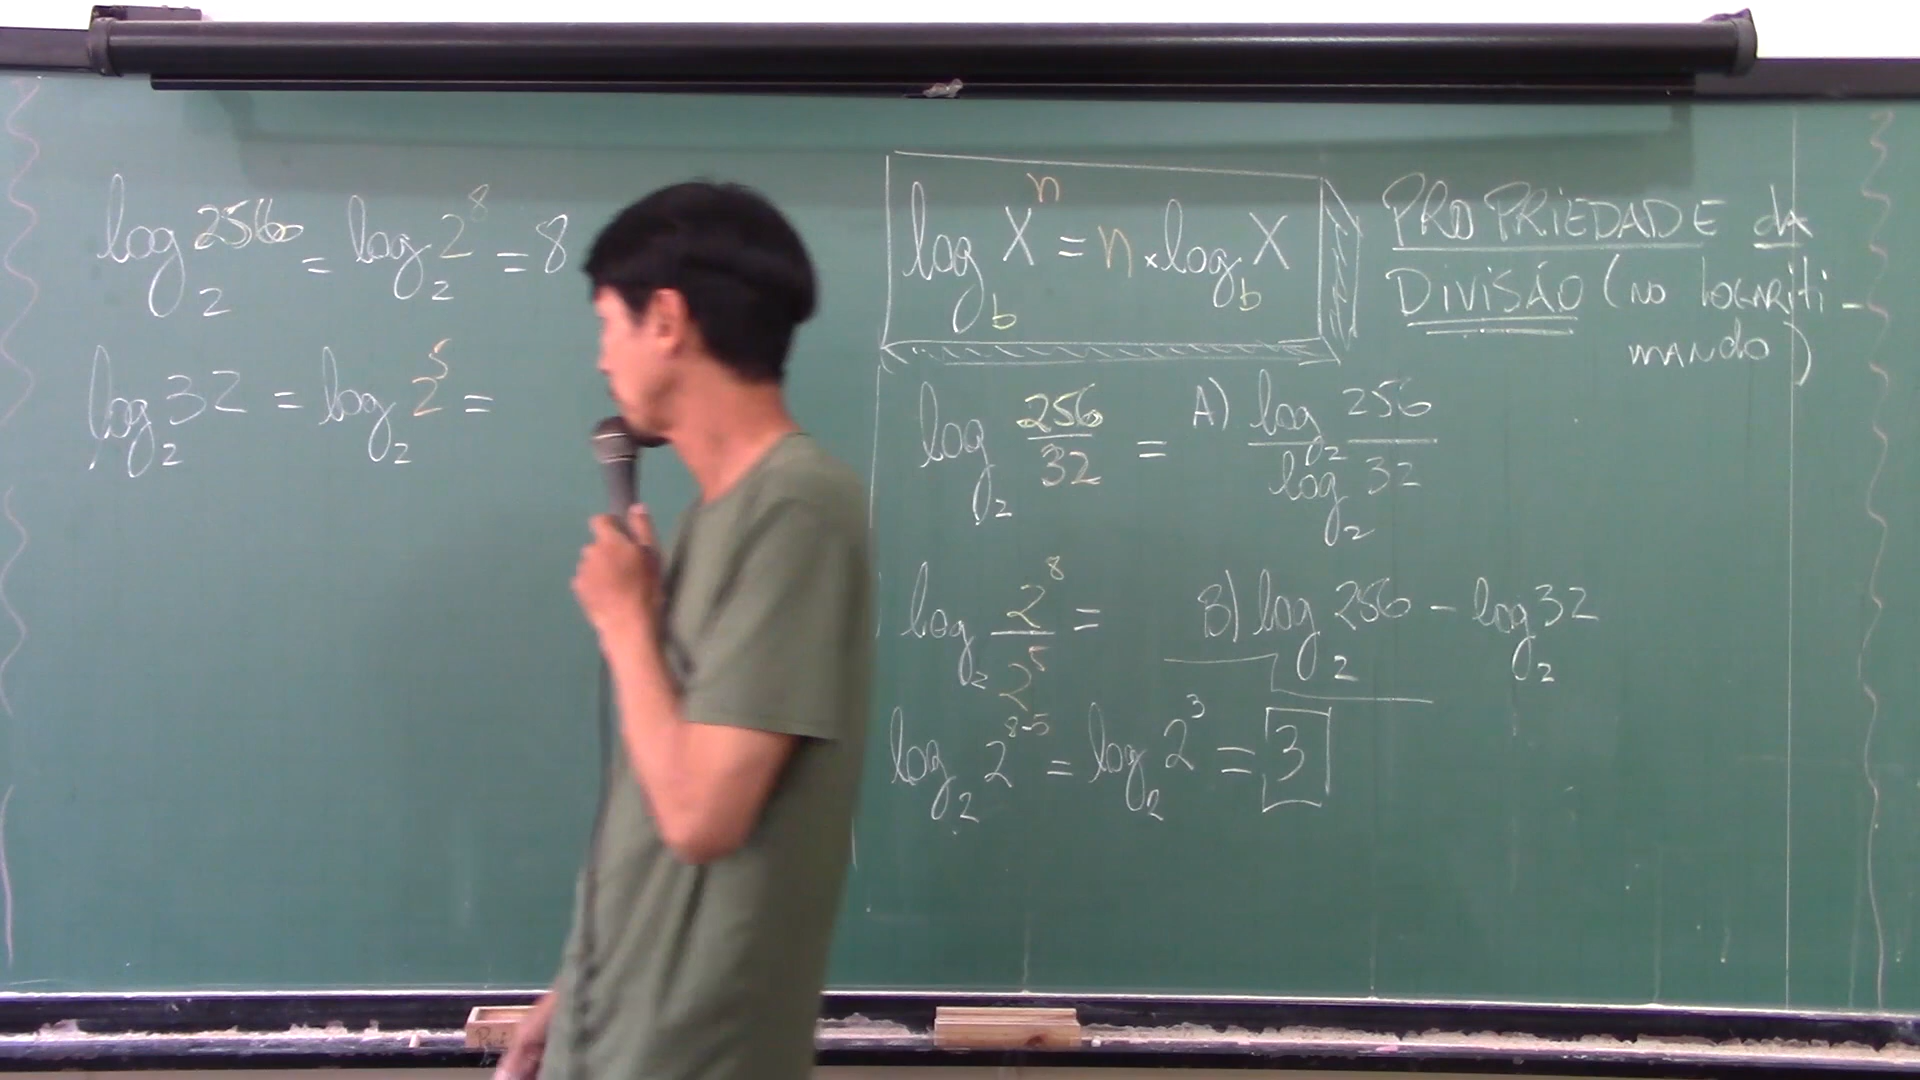 log₂ 256 = log₂ 2⁸ = 8
log₂ 32 = log₂ 2⁵ =
log_b Xⁿ = n × log_b X
PROPRIEDADE da
DIVISÃO (NO LOGARITI-
MANDO)
log₂ 256/32 = A) log₂ 256 / log₂ 32
log₂ 2⁸/2⁵ = B) log₂ 256 - log₂ 32
log₂ 2⁸⁻⁵ = log₂ 2³ = 3